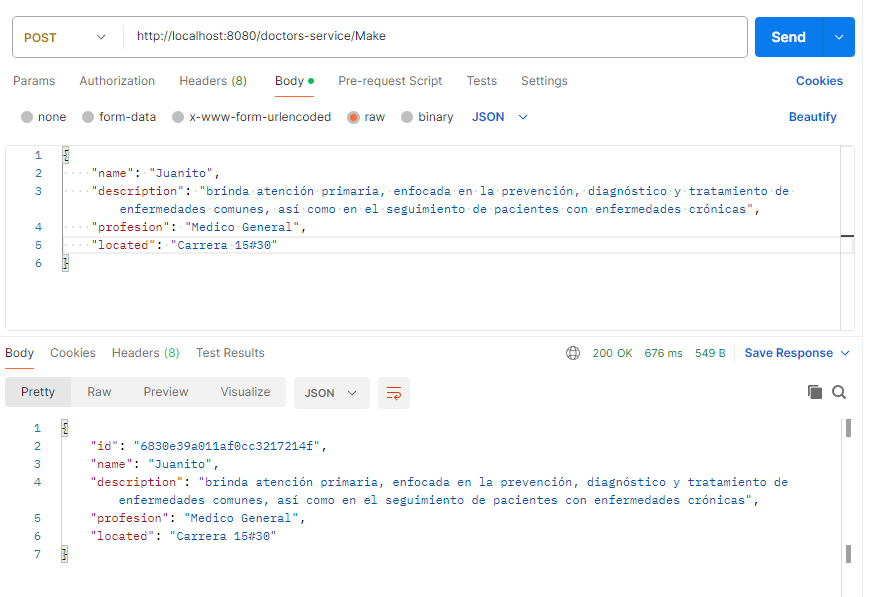 POST http://localhost:8080/doctors-service/Make Send
Params Authorization Headers (8) Body Pre-request Script Tests Settings Cookies
none form-data x-www-form-urlencoded raw binary JSON Beautify
1 {
2 "name": "Juanito",
3 "description": "brinda atención primaria, enfocada en la prevención, diagnóstico y tratamiento de
enfermedades comunes, así como en el seguimiento de pacientes con enfermedades crónicas",
4 "profesion": "Medico General",
5 "located": "Carrera 15#30"
6 }
Body Cookies Headers (8) Test Results 200 OK 676 ms 549 B Save Response
Pretty Raw Preview Visualize JSON
1 {
2 "id": "6830e39a011af0cc3217214f",
3 "name": "Juanito",
4 "description": "brinda atención primaria, enfocada en la prevención, diagnóstico y tratamiento de
enfermedades comunes, así como en el seguimiento de pacientes con enfermedades crónicas",
5 "profesion": "Medico General",
6 "located": "Carrera 15#30"
7 }